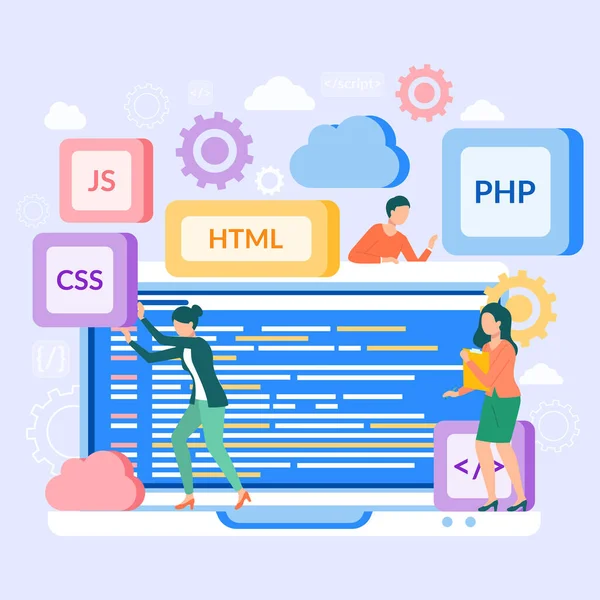 </>
</script>
JS
PHP
HTML
CSS
{/}
</>